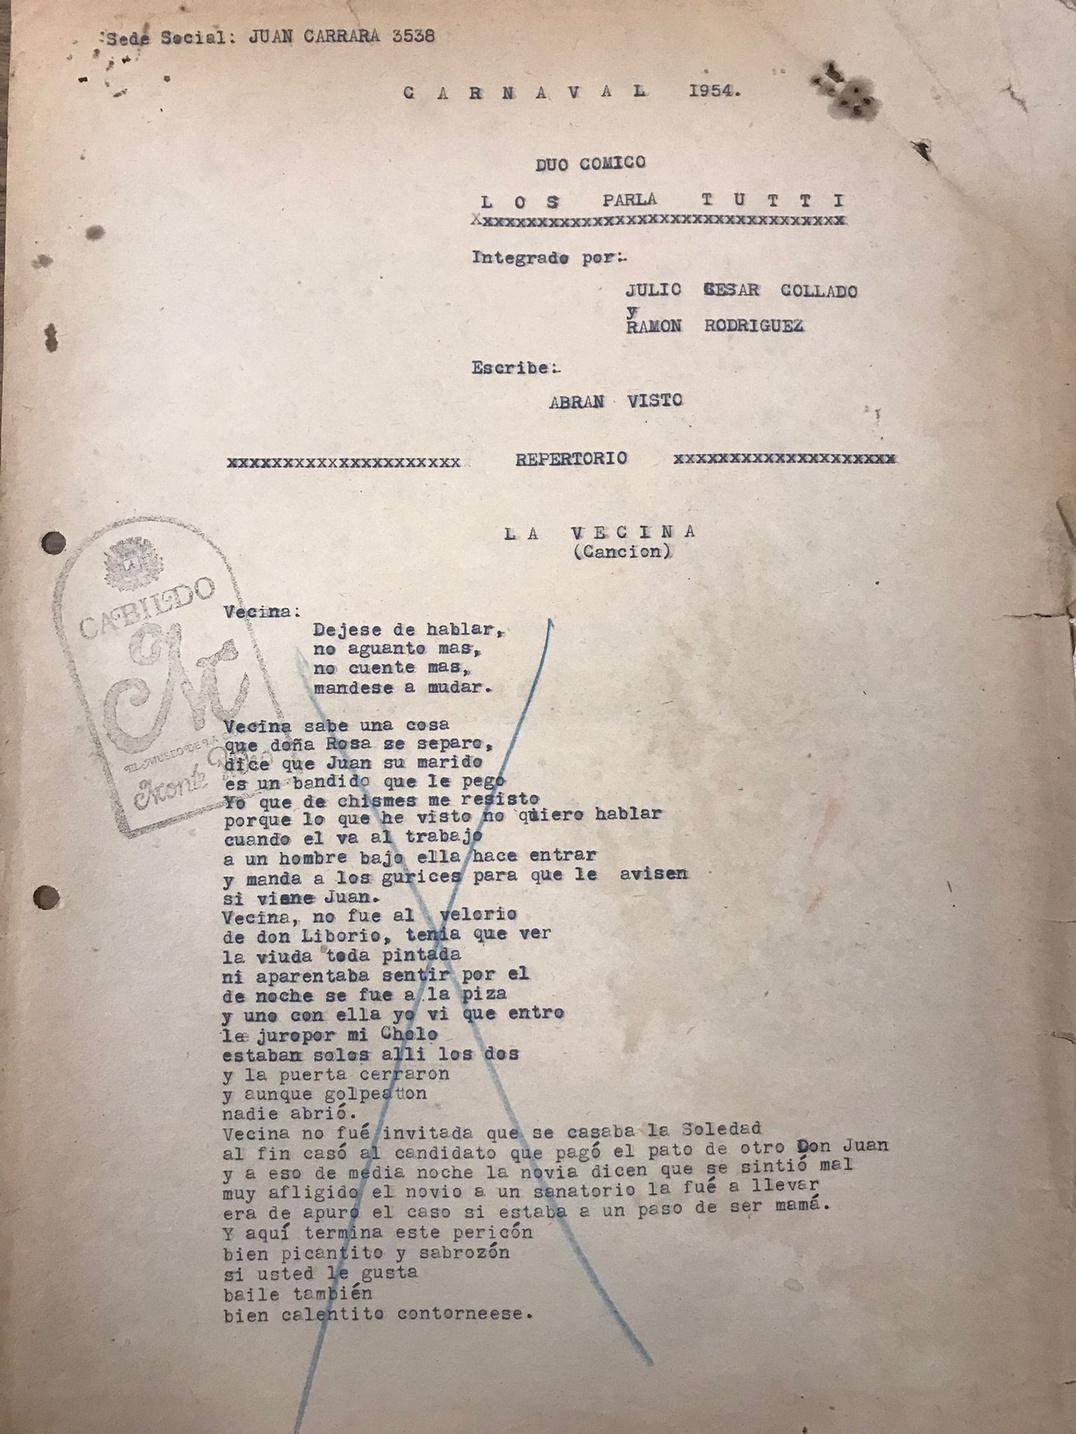 Sede Social: JUAN CARRARA 3538
C A R N A V A L 1954.
DUO COMICO
L O S PARLA T U T T I
Xxxxxxxxxxxxxxxxxxxxxxxxxxxxxxxxxx
Integrado por:-
JULIO CESAR COLLADO
y
RAMON RODRIGUEZ
Escribe:-
ABRAN VISTO
xxxxxxxxxxxxxxxxxxxxx REPERTORIO xxxxxxxxxxxxxxxxxxxx
L A V E C I N A
(Cancion)
CABILDO
Vecina:
Dejese de hablar,
no aguanto mas,
no cuente mas,
mandese a mudar.
Vecina sabe una cosa
que doña Rosa se separo,
dice que Juan su marido
es un bandido que le pegó
Yo que de chismes me resisto
porque lo que he visto no quiero hablar
cuando el va al trabajo
a un hombre bajo ella hace entrar
y manda a los gurices para que le avisen
si viene Juan.
Vecina, no fue al velorio
de don Liborio, tenia que ver
la viuda toda pintada
ni aparentaba sentir por el
de noche se fue a la piza
y uno con ella yo vi que entro
le juropor mi Cholo
estaban solos alli los dos
y la puerta cerraron
y aunque golpearon
nadie abrió.
Vecina no fué invitada que se casaba la Soledad
al fin casó al candidato que pagó el pato de otro Don Juan
y a eso de media noche la novia dicen que se sintió mal
muy afligido el novio a un sanatorio la fué a llevar
era de apuro el caso si estaba a un paso de ser mamá.
Y aquí termina este pericón
bien picantito y sabrozón
si usted le gusta
baile también
bien calentito contorneese.